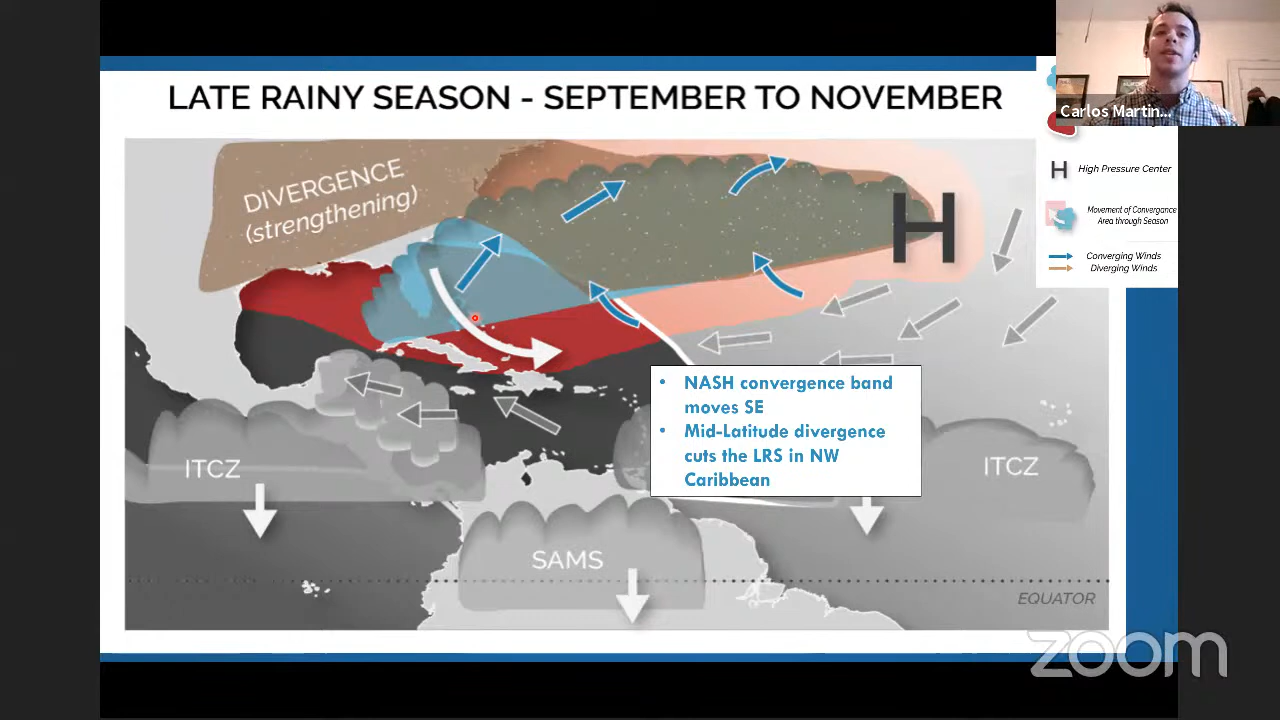 LATE RAINY SEASON - SEPTEMBER TO NOVEMBER
Carlos Martin...
DIVERGENCE
(strengthening)
H
H High Pressure Center
Movement of Convergance
Area through Season
Converging Winds
Diverging Winds
• NASH convergence band
moves SE
• Mid-Latitude divergence
cuts the LRS in NW
Caribbean
ITCZ
ITCZ
SAMS
EQUATOR
zoom